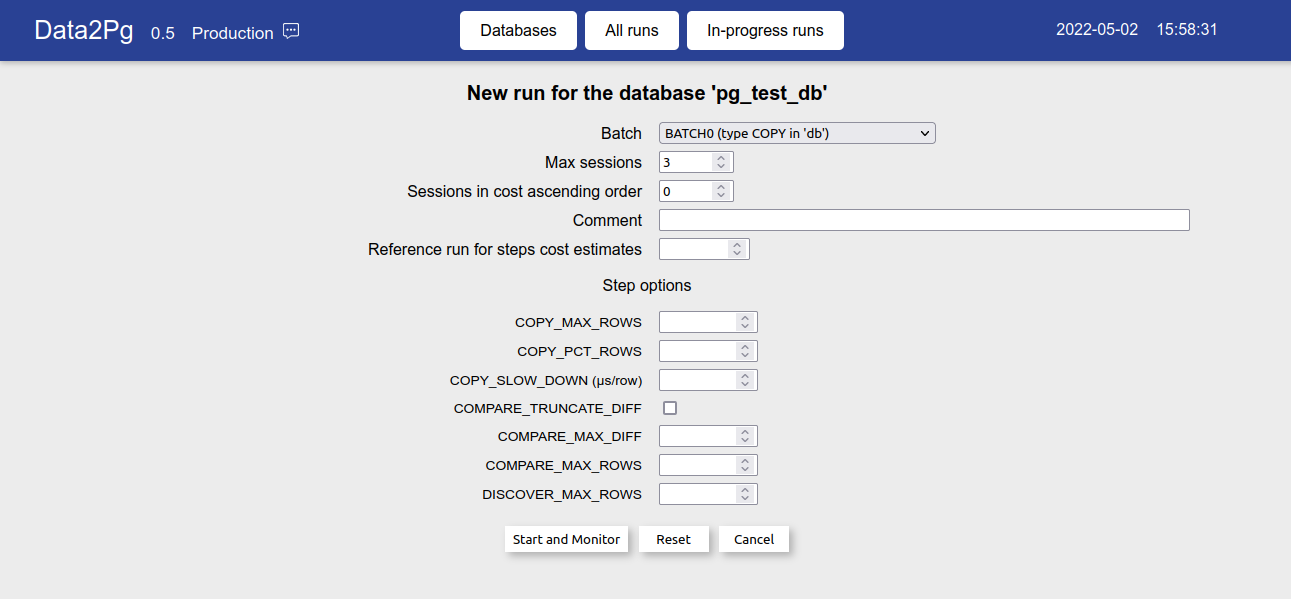 Data2Pg 0.5 Production Databases All runs In-progress runs 2022-05-02 15:58:31
New run for the database 'pg_test_db'
Batch BATCH0 (type COPY in 'db')
Max sessions 3
Sessions in cost ascending order 0
Comment
Reference run for steps cost estimates
Step options
COPY_MAX_ROWS
COPY_PCT_ROWS
COPY_SLOW_DOWN (µs/row)
COMPARE_TRUNCATE_DIFF
COMPARE_MAX_DIFF
COMPARE_MAX_ROWS
DISCOVER_MAX_ROWS
Start and Monitor Reset Cancel